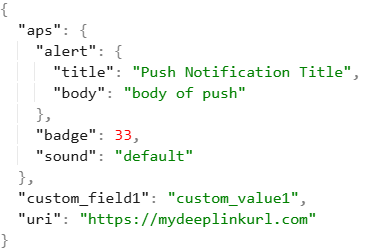 {
  "aps": {
    "alert": {
      "title": "Push Notification Title",
      "body": "body of push"
    },
    "badge": 33,
    "sound": "default"
  },
  "custom_field1": "custom_value1",
  "uri": "https://mydeeplinkurl.com"
}